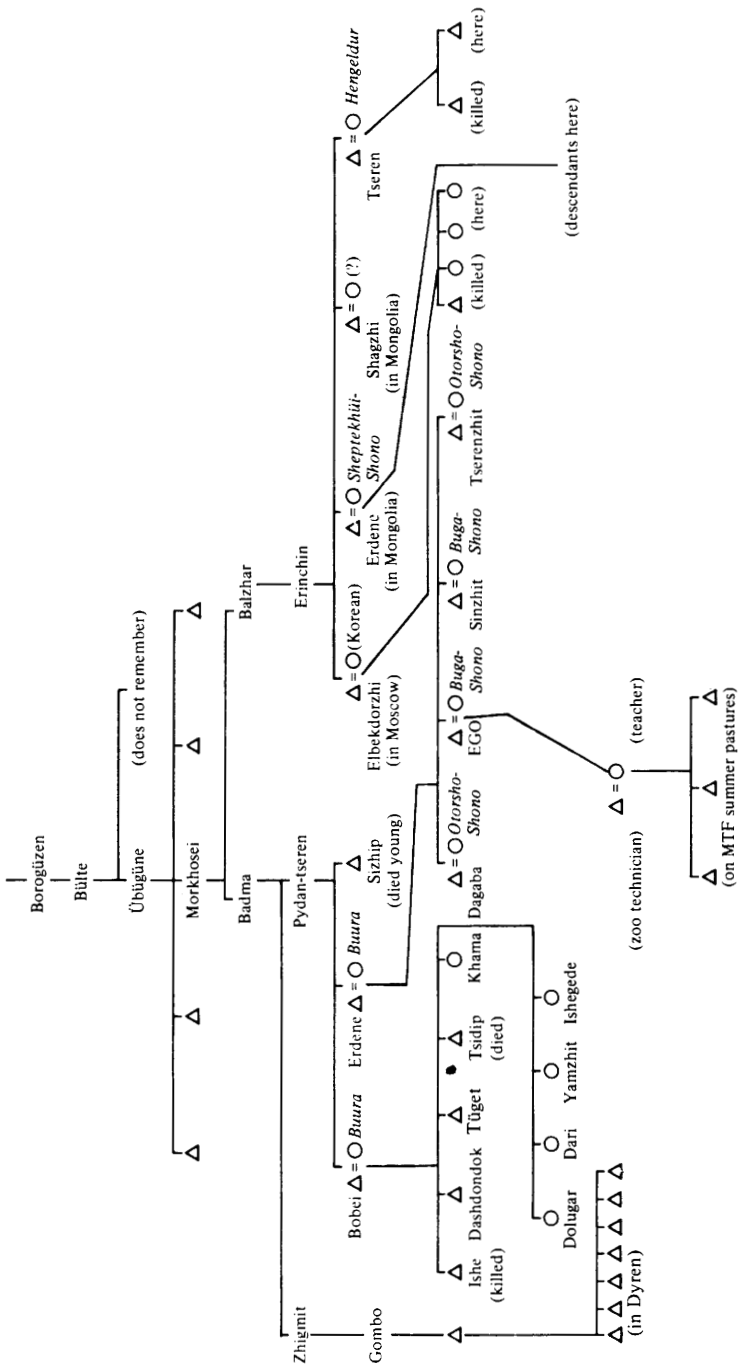 Borogüzen
Bülte
Übügüne
(does not remember)
Morkhosei
Badma
Balzhar
Zhigmit
Pydan-tseren
Erinchin
Gombo
Bobei = Buura
Erdene = Buura
Sizhip
(died young)
= (Korean)
Elbekdorzhi
(in Moscow)
= Sheptekhüi-
Shono
Erdene
(in Mongolia)
= (?)
Shagzhi
(in Mongolia)
= Hengeldur
Tseren
Ishe
(killed)
Dashdondok
Tüget
Tsidip
(died)
Khama
= Otorsho-
Shono
Dagaba
= Buga-
Shono
EGO
= Buga-
Shono
Sinzhit
= Otorsho-
Shono
Tserenzhit
(killed)
(here)
(killed)
(here)
Dolugar
Dari
Yamzhit
Ishegede
(descendants here)
=
(zoo technician)
(teacher)
(in Dyren)
(on MTF summer pastures)